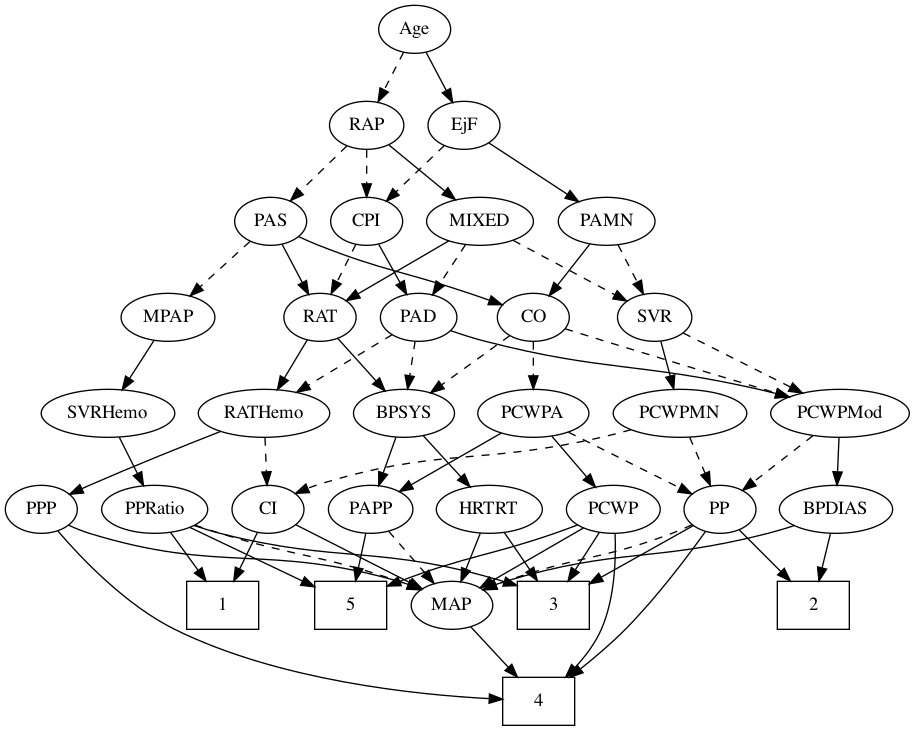 Age
RAP
EjF
PAS
CPI
MIXED
PAMN
MPAP
RAT
PAD
CO
SVR
SVRHemo
RATHemo
BPSYS
PCWPA
PCWPMN
PCWPMod
PPP
PPRatio
CI
PAPP
HRTRT
PCWP
PP
BPDIAS
1
5
MAP
3
2
4